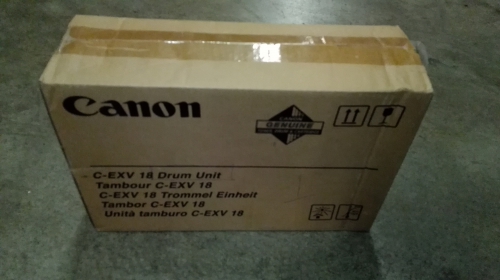 Canon
CANON
GENUINE
C-EXV 18 Drum Unit
Tambour C-EXV 18
C-EXV 18 Trommel Einheit
Tambor C-EXV 18
Unità tamburo C-EXV 18